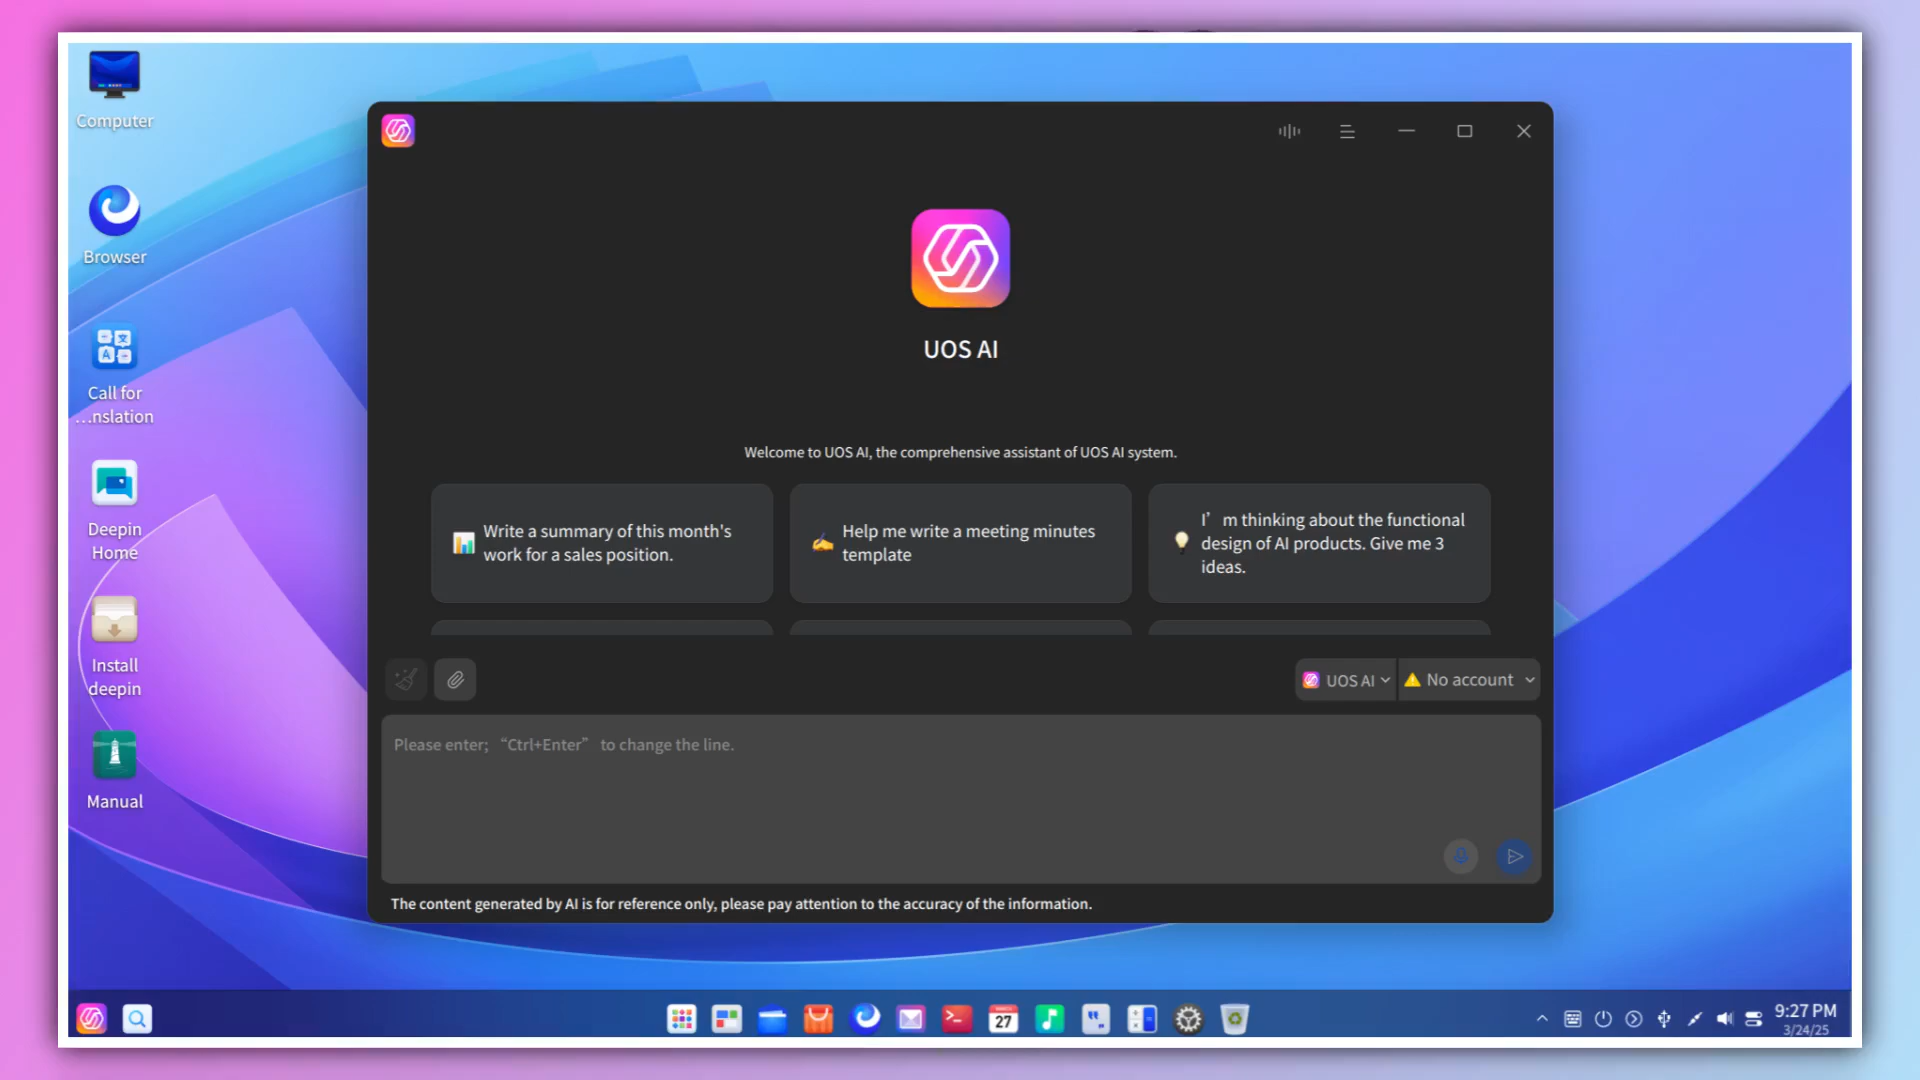 Computer
Browser
Call for
...nslation
Deepin
Home
Install
deepin
Manual
UOS AI
Welcome to UOS AI, the comprehensive assistant of UOS AI system.
Write a summary of this month's
work for a sales position.
Help me write a meeting minutes
template
I’m thinking about the functional
design of AI products. Give me 3
ideas.
UOS AI
No account
Please enter; “Ctrl+Enter” to change the line.
The content generated by AI is for reference only, please pay attention to the accuracy of the information.
27
9:27 PM
3/24/25